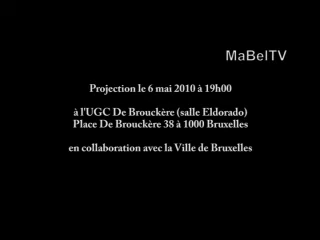 MaBelTV
Projection le 6 mai 2010 à 19h00
à l'UGC De Brouckère (salle Eldorado)
Place De Brouckère 38 à 1000 Bruxelles
en collaboration avec la Ville de Bruxelles